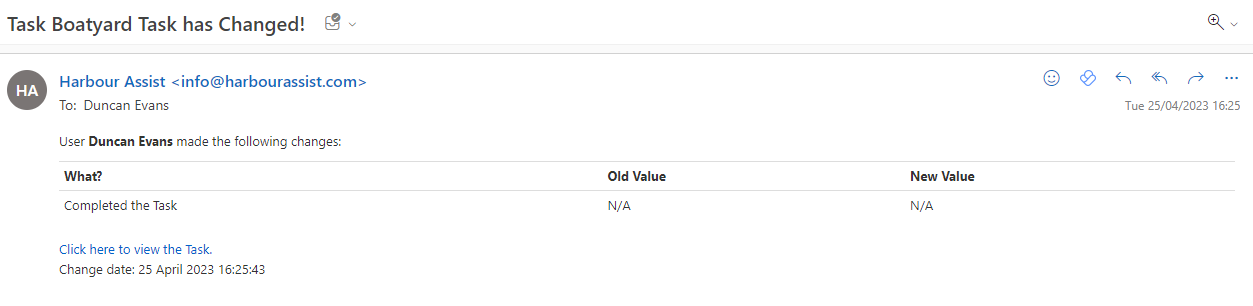 Task Boatyard Task has Changed!
HA
Harbour Assist <info@harbourassist.com>
To: Duncan Evans
Tue 25/04/2023 16:25
User Duncan Evans made the following changes:
What? Old Value New Value
Completed the Task N/A N/A
Click here to view the Task.
Change date: 25 April 2023 16:25:43